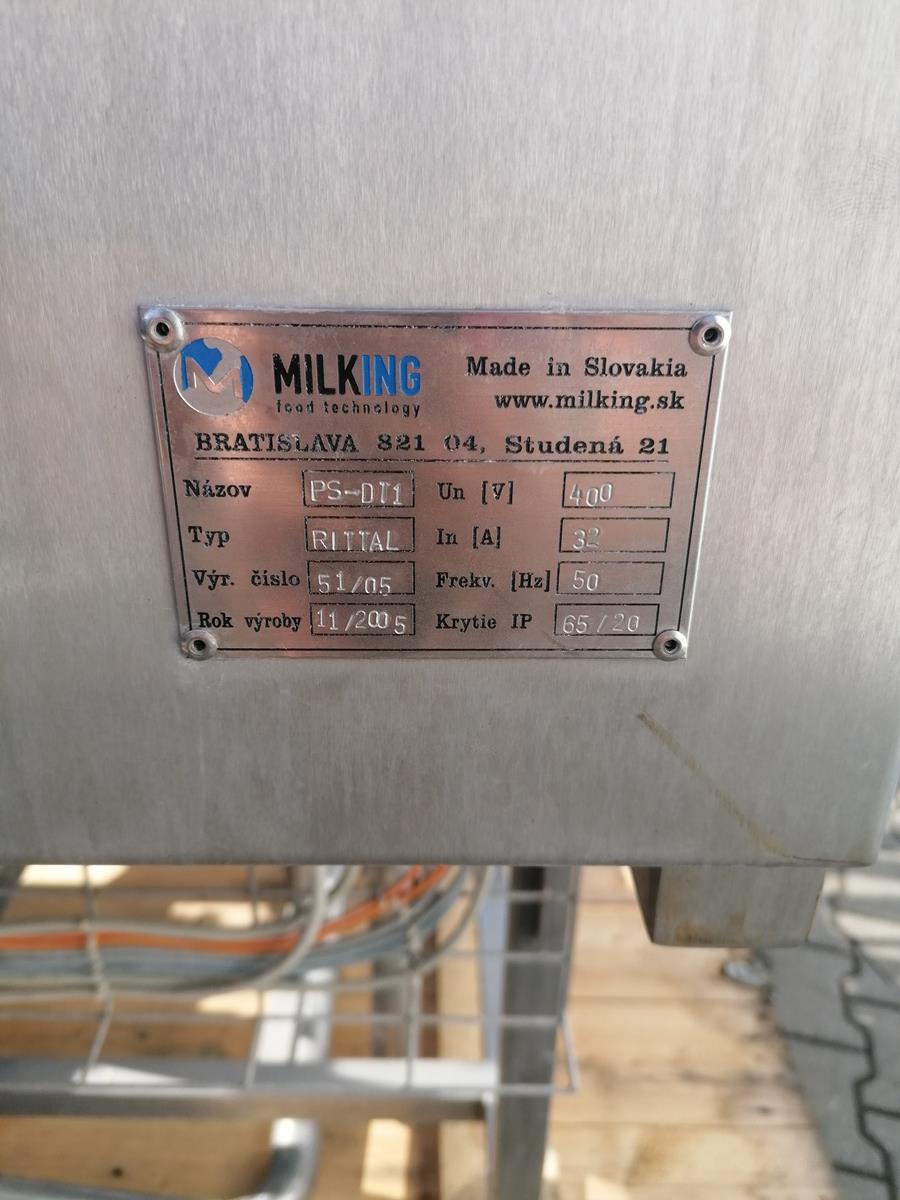 MILKING Made in Slovakia
food technology www.milking.sk
BRATISLAVA 821 04, Studená 21
Názov PS-DT1 Un [V] 400
Typ RITTAL In [A] 32
Výr. číslo 51/05 Frekv. [Hz] 50
Rok výroby 11/2005 Krytie IP 65/20